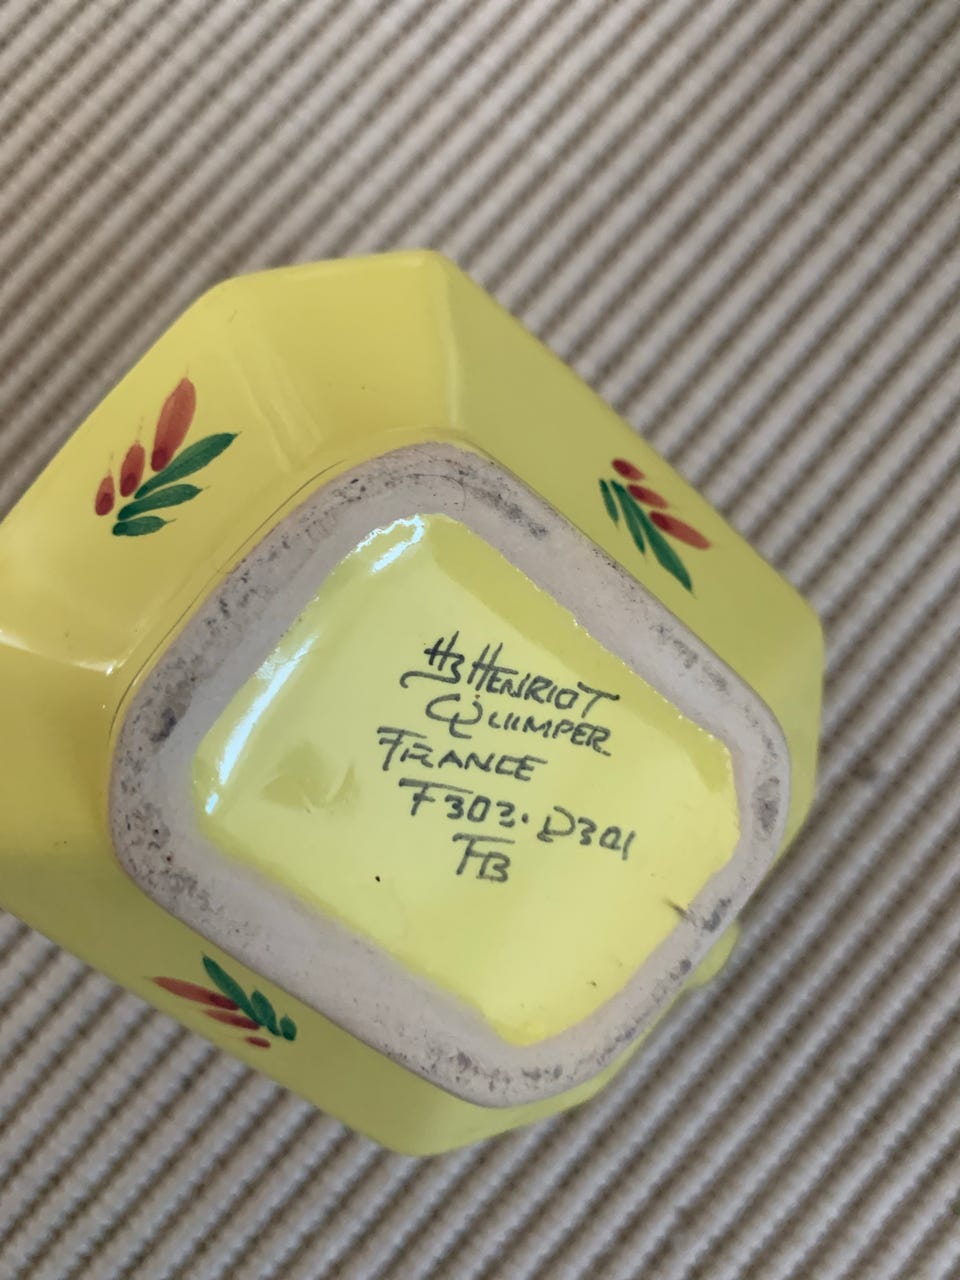 HB HENRIOT
QUIMPER
FRANCE
F303. D301
FB